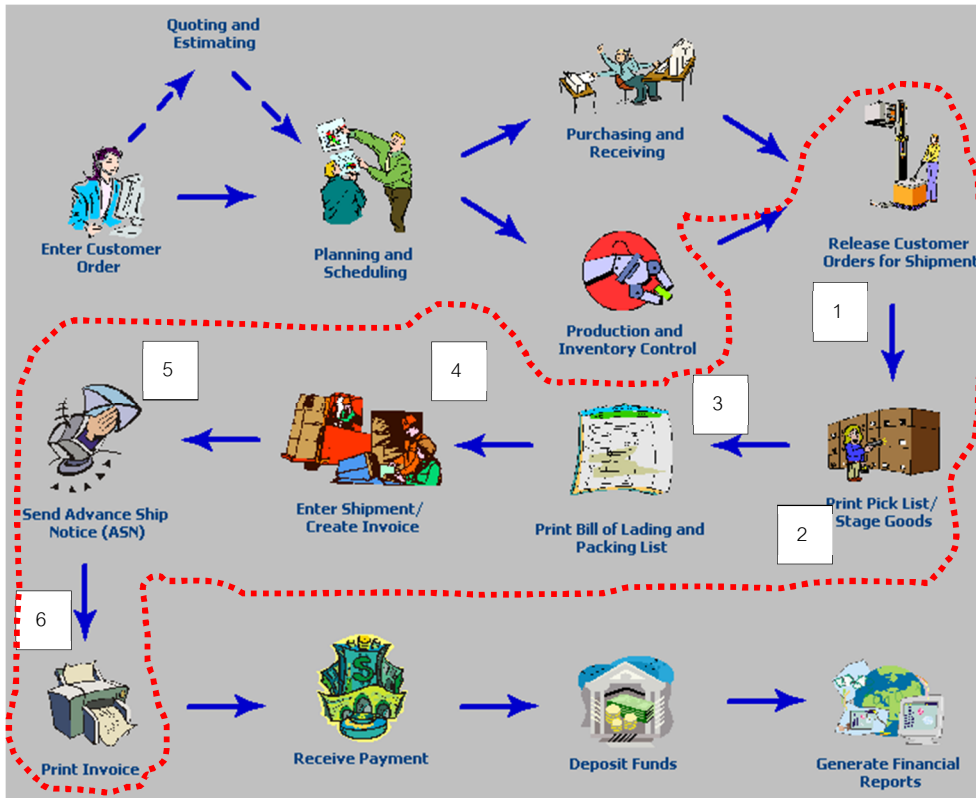 Quoting and
Estimating
Enter Customer
Order
Planning and
Scheduling
Purchasing and
Receiving
Production and
Inventory Control
Release Customer
Orders for Shipment
1
Print Pick List/
Stage Goods
2
3
Print Bill of Lading and
Packing List
4
Enter Shipment/
Create Invoice
5
Send Advance Ship
Notice (ASN)
6
Print Invoice
Receive Payment
Deposit Funds
Generate Financial
Reports